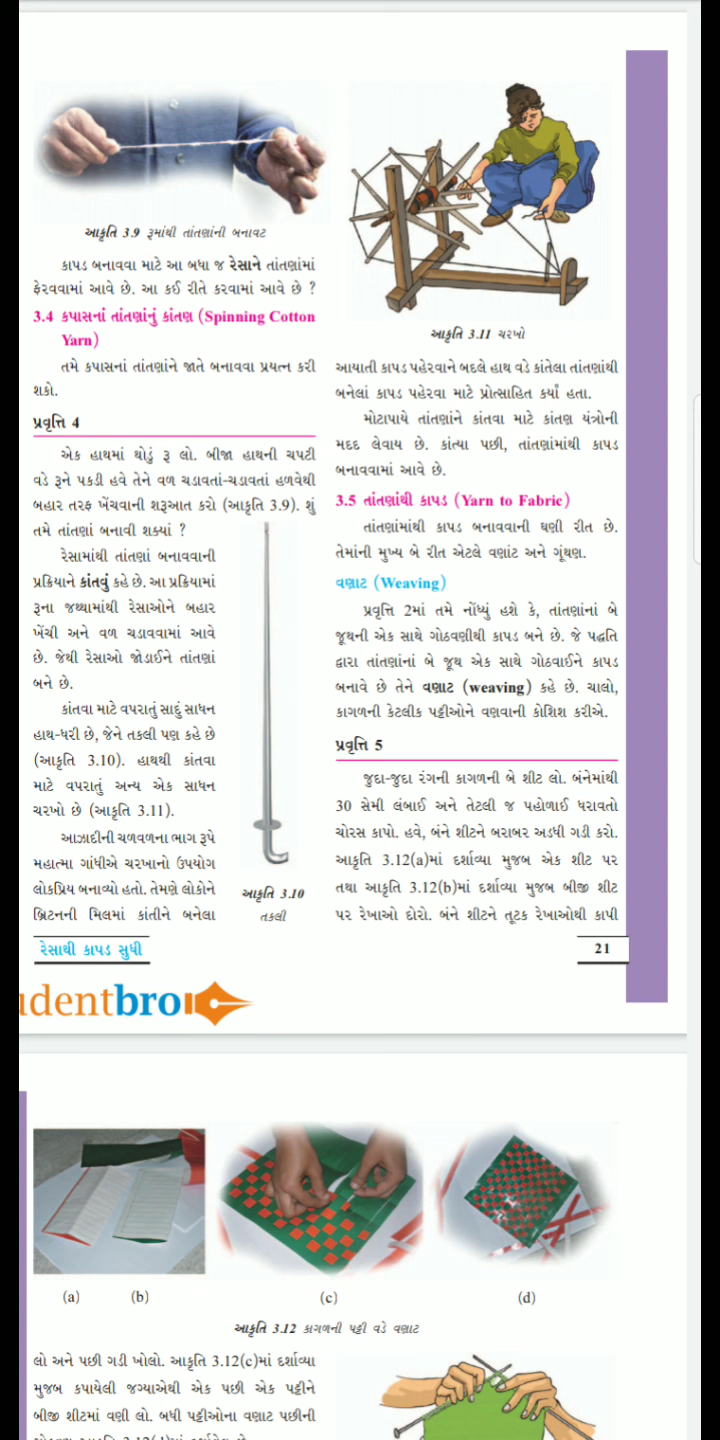 આકૃતિ 3.9 રૂમાંથી તાંતણાંની બનાવટ
કાપડ બનાવવા માટે આ બધા જ રેસાને તાંતણાંમાં
ફેરવવામાં આવે છે. આ કઈ રીતે કરવામાં આવે છે ?
3.4 કપાસનાં તાંતણાંનું કાંતણ (Spinning Cotton
Yarn)
તમે કપાસનાં તાંતણાંને જાતે બનાવવા પ્રયત્ન કરી
શકો.
પ્રવૃત્તિ 4
એક હાથમાં થોડું રૂ લો. બીજા હાથની ચપટી
વડે રૂને પકડી હવે તેને વળ ચડાવતાં-ચડાવતાં હળવેથી
બહાર તરફ ખેંચવાની શરૂઆત કરો (આકૃતિ 3.9). શું
તમે તાંતણાં બનાવી શક્યાં ?
રેસામાંથી તાંતણાં બનાવવાની
પ્રક્રિયાને કાંતવું કહે છે. આ પ્રક્રિયામાં
રૂના જથ્થામાંથી રેસાઓને બહાર
ખેંચી અને વળ ચડાવવામાં આવે
છે. જેથી રેસાઓ જોડાઈને તાંતણાં
બને છે.
કાંતવા માટે વપરાતું સાદું સાધન
હાથ-ધરી છે, જેને તકલી પણ કહે છે
(આકૃતિ 3.10). હાથથી કાંતવા
માટે વપરાતું અન્ય એક સાધન
ચરખો છે (આકૃતિ 3.11).
આઝાદીની ચળવળના ભાગ રૂપે
મહાત્મા ગાંધીએ ચરખાનો ઉપયોગ
લોકપ્રિય બનાવ્યો હતો. તેમણે લોકોને
બ્રિટનની મિલમાં કાંતીને બનેલા
આકૃતિ 3.10
તકલી
આકૃતિ 3.11 ચરખો
આયાતી કાપડ પહેરવાને બદલે હાથ વડે કાંતેલા તાંતણાંથી
બનેલાં કાપડ પહેરવા માટે પ્રોત્સાહિત કર્યાં હતા.
મોટાપાયે તાંતણાંને કાંતવા માટે કાંતણ યંત્રોની
મદદ લેવાય છે. કાંત્યા પછી, તાંતણાંમાંથી કાપડ
બનાવવામાં આવે છે.
3.5 તાંતણાંથી કાપડ (Yarn to Fabric)
તાંતણાંમાંથી કાપડ બનાવવાની ઘણી રીત છે.
તેમાંની મુખ્ય બે રીત એટલે વણાંટ અને ગૂંથણ.
વણાટ (Weaving)
પ્રવૃત્તિ 2માં તમે નોંધ્યું હશે કે, તાંતણાંનાં બે
જૂથની એક સાથે ગોઠવણીથી કાપડ બને છે. જે પદ્ધતિ
દ્વારા તાંતણાંનાં બે જૂથ એક સાથે ગોઠવાઈને કાપડ
બનાવે છે તેને વણાટ (weaving) કહે છે. ચાલો,
કાગળની કેટલીક પટ્ટીઓને વણવાની કોશિશ કરીએ.
પ્રવૃત્તિ 5
જુદા-જુદા રંગની કાગળની બે શીટ લો. બંનેમાંથી
30 સેમી લંબાઈ અને તેટલી જ પહોળાઈ ધરાવતો
ચોરસ કાપો. હવે, બંને શીટને બરાબર અડધી ગડી કરો.
આકૃતિ 3.12(a)માં દર્શાવ્યા મુજબ એક શીટ પર
તથા આકૃતિ 3.12(b)માં દર્શાવ્યા મુજબ બીજી શીટ
પર રેખાઓ દોરો. બંને શીટને તૂટક રેખાઓથી કાપી
રેસાથી કાપડ સુધી
21
udentbro
(a) (b) (c) (d)
આકૃતિ 3.12 કાગળની પટ્ટી વડે વણાટ
લો અને પછી ગડી ખોલો. આકૃતિ 3.12(c)માં દર્શાવ્યા
મુજબ કપાયેલી જગ્યાએથી એક પછી એક પટ્ટીને
બીજી શીટમાં વણી લો. બધી પટ્ટીઓના વણાટ પછીની